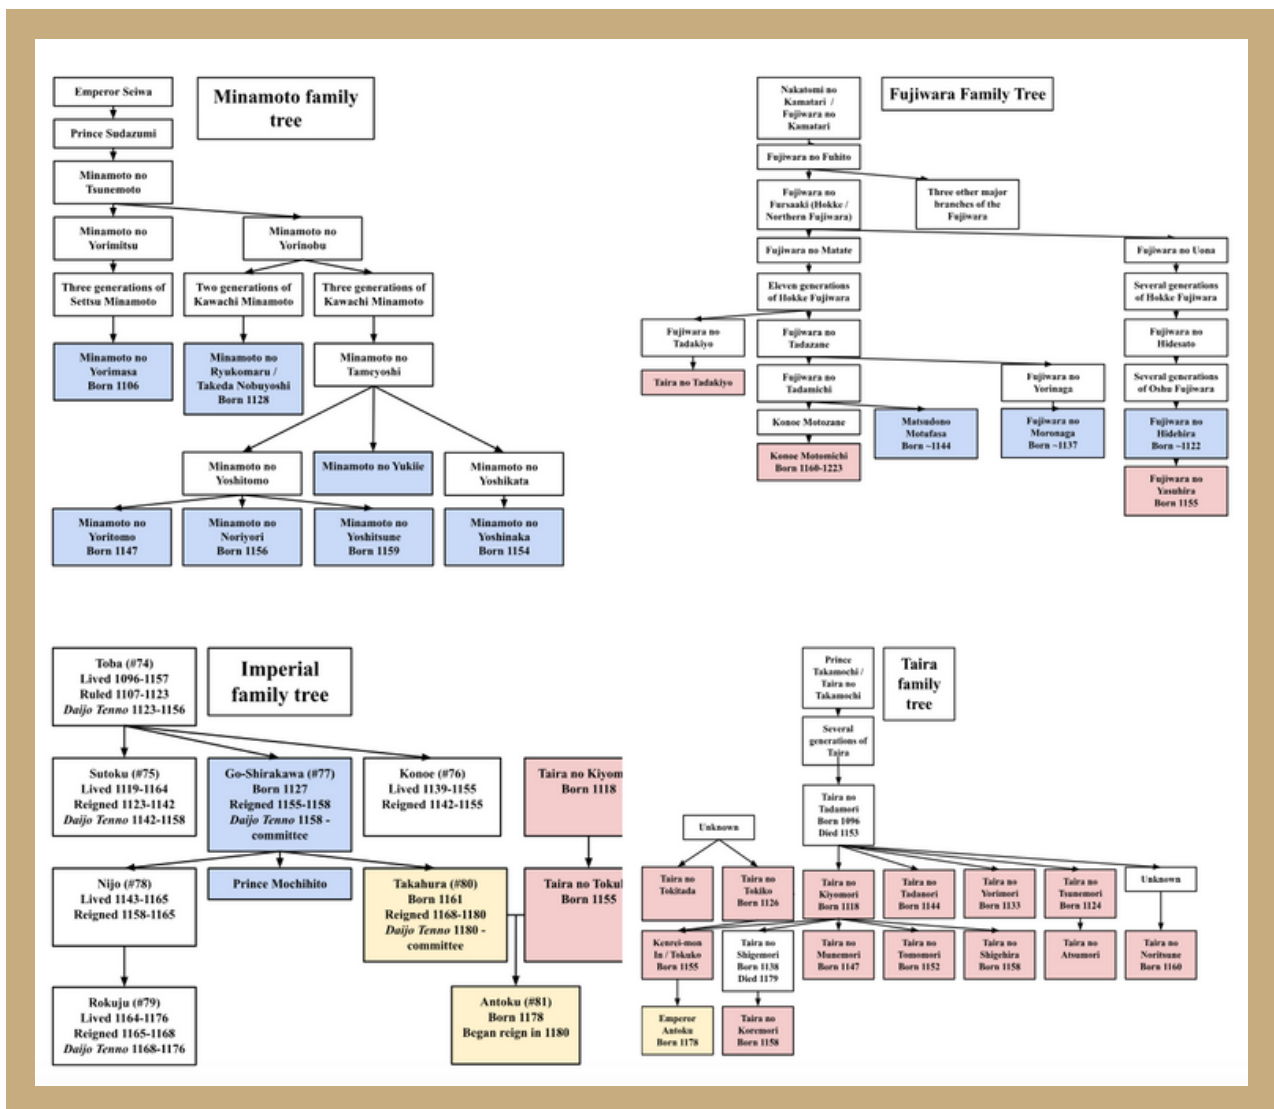 Minamoto family
tree
Emperor Seiwa
Prince Sudazumi
Minamoto no
Tsunemoto
Minamoto no
Yorimitsu
Minamoto no
Yorinobu
Three generations of
Settsu Minamoto
Two generations of
Kawachi Minamoto
Three generations of
Kawachi Minamoto
Minamoto no
Yorimasa
Born 1106
Minamoto no
Ryukomaru /
Takeda Nobuyoshi
Born 1128
Minamoto no
Tameyoshi
Minamoto no
Yoshitomo
Minamoto no Yukiie
Minamoto no
Yoshikata
Minamoto no
Yoritomo
Born 1147
Minamoto no
Noriyori
Born 1156
Minamoto no
Yoshitsune
Born 1159
Minamoto no
Yoshinaka
Born 1154
Fujiwara Family Tree
Nakatomi no
Kamatari /
Fujiwara no
Kamatari
Fujiwara no Fuhito
Fujiwara no
Fursaaki (Hokke /
Northern Fujiwara)
Three other major
branches of the
Fujiwara
Fujiwara no Matate
Fujiwara no Uona
Eleven generations
of Hokke Fujiwara
Several generations
of Hokke Fujiwara
Fujiwara no
Tadakiyo
Fujiwara no
Tadazane
Fujiwara no
Hidesato
Taira no Tadakiyo
Fujiwara no
Tadamichi
Fujiwara no
Yorinaga
Several generations
of Oshu Fujiwara
Konoe Motozane
Matsudono
Motufasa
Born ~1144
Fujiwara no
Moronaga
Born ~1137
Fujiwara no
Hidehira
Born ~1122
Konoe Motomichi
Born 1160-1223
Fujiwara no
Yasuhira
Born 1155
Imperial
family tree
Toba (#74)
Lived 1096-1157
Ruled 1107-1123
Daijo Tenno 1123-1156
Sutoku (#75)
Lived 1119-1164
Reigned 1123-1142
Daijo Tenno 1142-1158
Go-Shirakawa (#77)
Born 1127
Reigned 1155-1158
Daijo Tenno 1158 -
committee
Konoe (#76)
Lived 1139-1155
Reigned 1142-1155
Taira no Kiyom
Born 1118
Nijo (#78)
Lived 1143-1165
Reigned 1158-1165
Prince Mochihito
Takahura (#80)
Born 1161
Reigned 1168-1180
Daijo Tenno 1180 -
committee
Taira no Tokul
Born 1155
Rokuju (#79)
Lived 1164-1176
Reigned 1165-1168
Daijo Tenno 1168-1176
Antoku (#81)
Born 1178
Began reign in 1180
Taira
family
tree
Prince
Takamochi /
Taira no
Takamochi
Several
generations of
Taira
Taira no
Tadamori
Born 1096
Died 1153
Unknown
Taira no
Tokitada
Taira no
Tokiko
Born 1126
Taira no
Kiyomori
Born 1118
Taira no
Tadanori
Born 1144
Taira no
Yorimori
Born 1133
Taira no
Tsunemori
Born 1124
Unknown
Kenrei-mon
In / Tokuko
Born 1155
Taira no
Shigemori
Born 1138
Died 1179
Taira no
Munemori
Born 1147
Taira no
Tomomori
Born 1152
Taira no
Shigehira
Born 1158
Taira no
Atsumori
Taira no
Noritsune
Born 1160
Emperor
Antoku
Born 1178
Taira no
Koremori
Born 1158